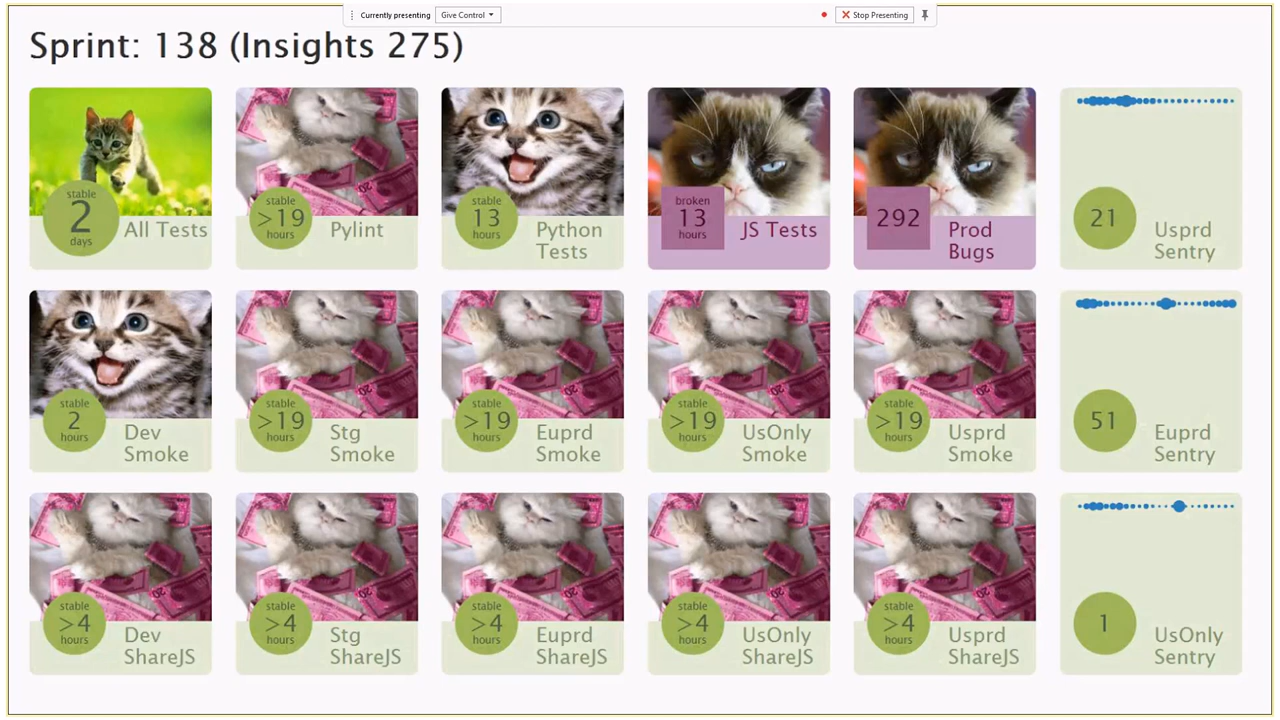 Currently presenting
Give Control
Stop Presenting
Sprint: 138 (Insights 275)
stable
2
days
All Tests
stable
>19
hours
Pylint
stable
13
hours
Python
Tests
broken
13
hours
JS Tests
292
Prod
Bugs
21
Usprd
Sentry
stable
2
hours
Dev
Smoke
stable
>19
hours
Stg
Smoke
stable
>19
hours
Euprd
Smoke
stable
>19
hours
UsOnly
Smoke
stable
>19
hours
Usprd
Smoke
51
Euprd
Sentry
stable
>4
hours
Dev
ShareJS
stable
>4
hours
Stg
ShareJS
stable
>4
hours
Euprd
ShareJS
stable
>4
hours
UsOnly
ShareJS
stable
>4
hours
Usprd
ShareJS
1
UsOnly
Sentry